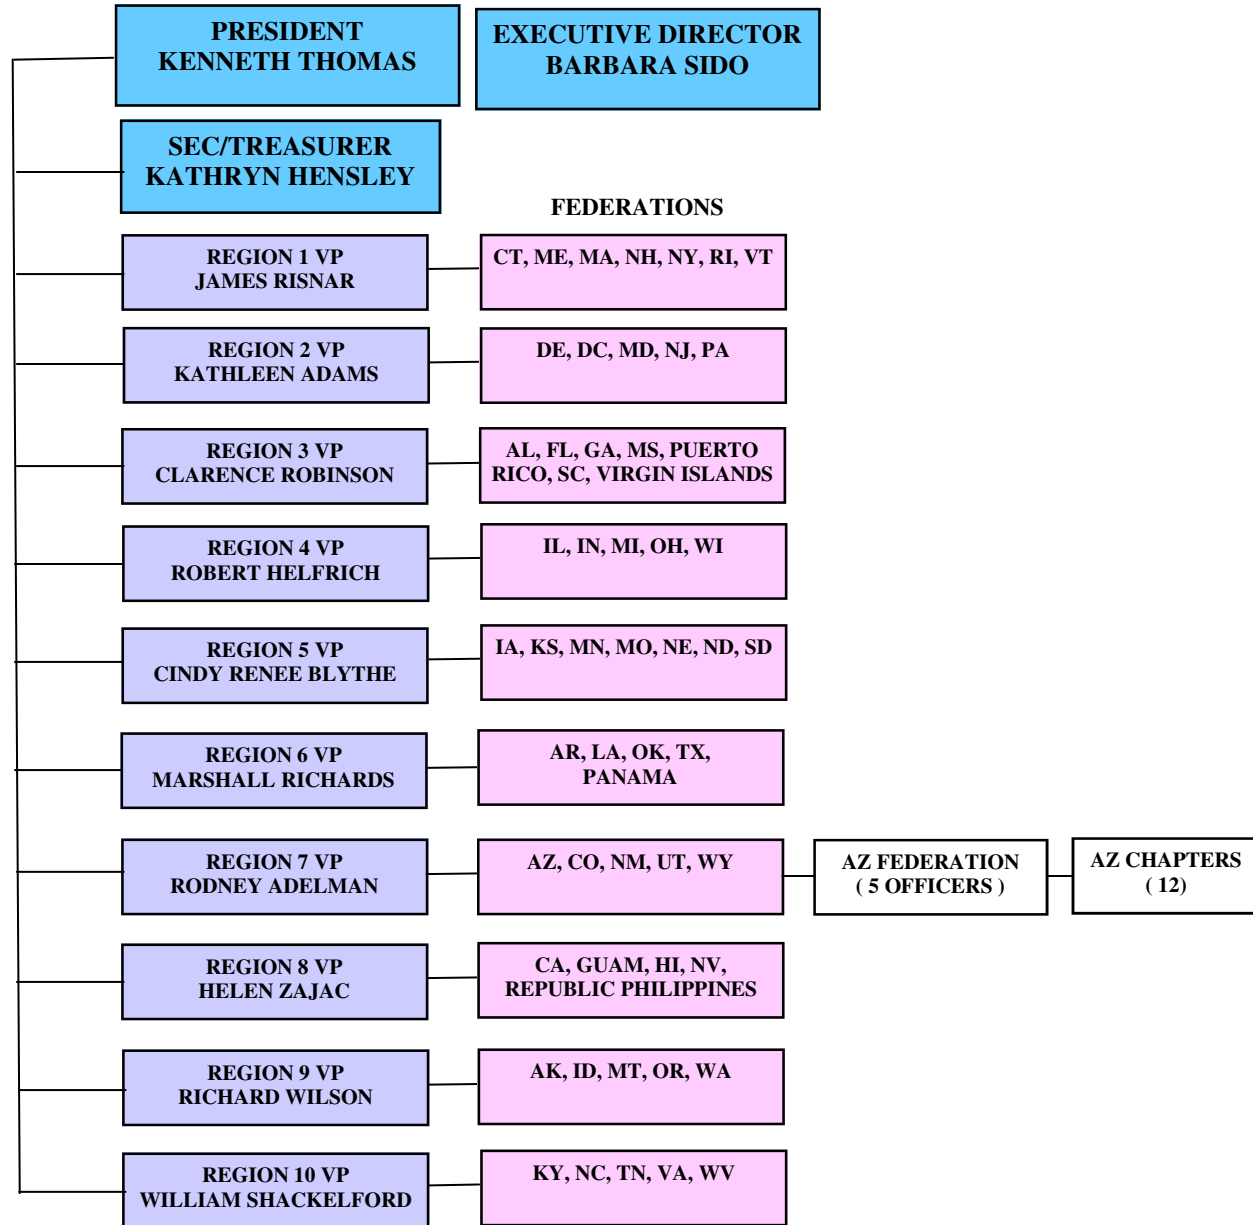 PRESIDENT
KENNETH THOMAS
EXECUTIVE DIRECTOR
BARBARA SIDO
SEC/TREASURER
KATHRYN HENSLEY
FEDERATIONS
REGION 1 VP
JAMES RISNAR
CT, ME, MA, NH, NY, RI, VT
REGION 2 VP
KATHLEEN ADAMS
DE, DC, MD, NJ, PA
REGION 3 VP
CLARENCE ROBINSON
AL, FL, GA, MS, PUERTO
RICO, SC, VIRGIN ISLANDS
REGION 4 VP
ROBERT HELFRICH
IL, IN, MI, OH, WI
REGION 5 VP
CINDY RENEE BLYTHE
IA, KS, MN, MO, NE, ND, SD
REGION 6 VP
MARSHALL RICHARDS
AR, LA, OK, TX,
PANAMA
REGION 7 VP
RODNEY ADELMAN
AZ, CO, NM, UT, WY
AZ FEDERATION
( 5 OFFICERS )
AZ CHAPTERS
( 12)
REGION 8 VP
HELEN ZAJAC
CA, GUAM, HI, NV,
REPUBLIC PHILIPPINES
REGION 9 VP
RICHARD WILSON
AK, ID, MT, OR, WA
REGION 10 VP
WILLIAM SHACKELFORD
KY, NC, TN, VA, WV